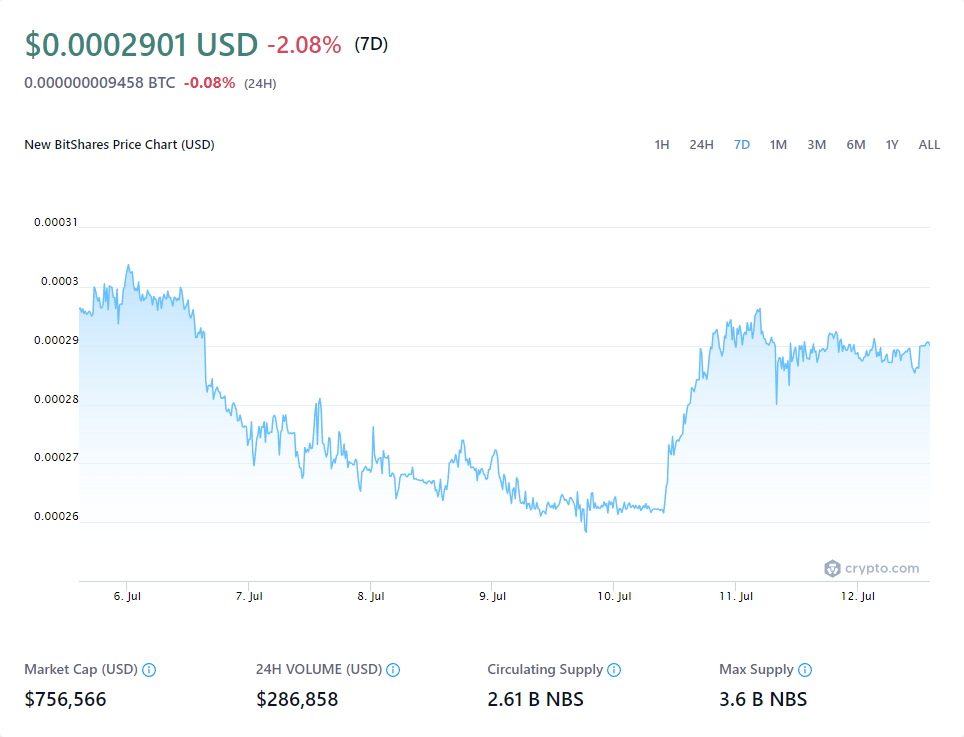 $0.0002901 USD -2.08% (7D)
0.000000009458 BTC -0.08% (24H)
New BitShares Price Chart (USD) 1H 24H 7D 1M 3M 6M 1Y ALL
0.00031
0.0003
0.00029
0.00028
0.00027
0.00026
crypto.com
6. Jul 7. Jul 8. Jul 9. Jul 10. Jul 11. Jul 12. Jul
Market Cap (USD) 24H VOLUME (USD) Circulating Supply Max Supply
$756,566 $286,858 2.61 B NBS 3.6 B NBS